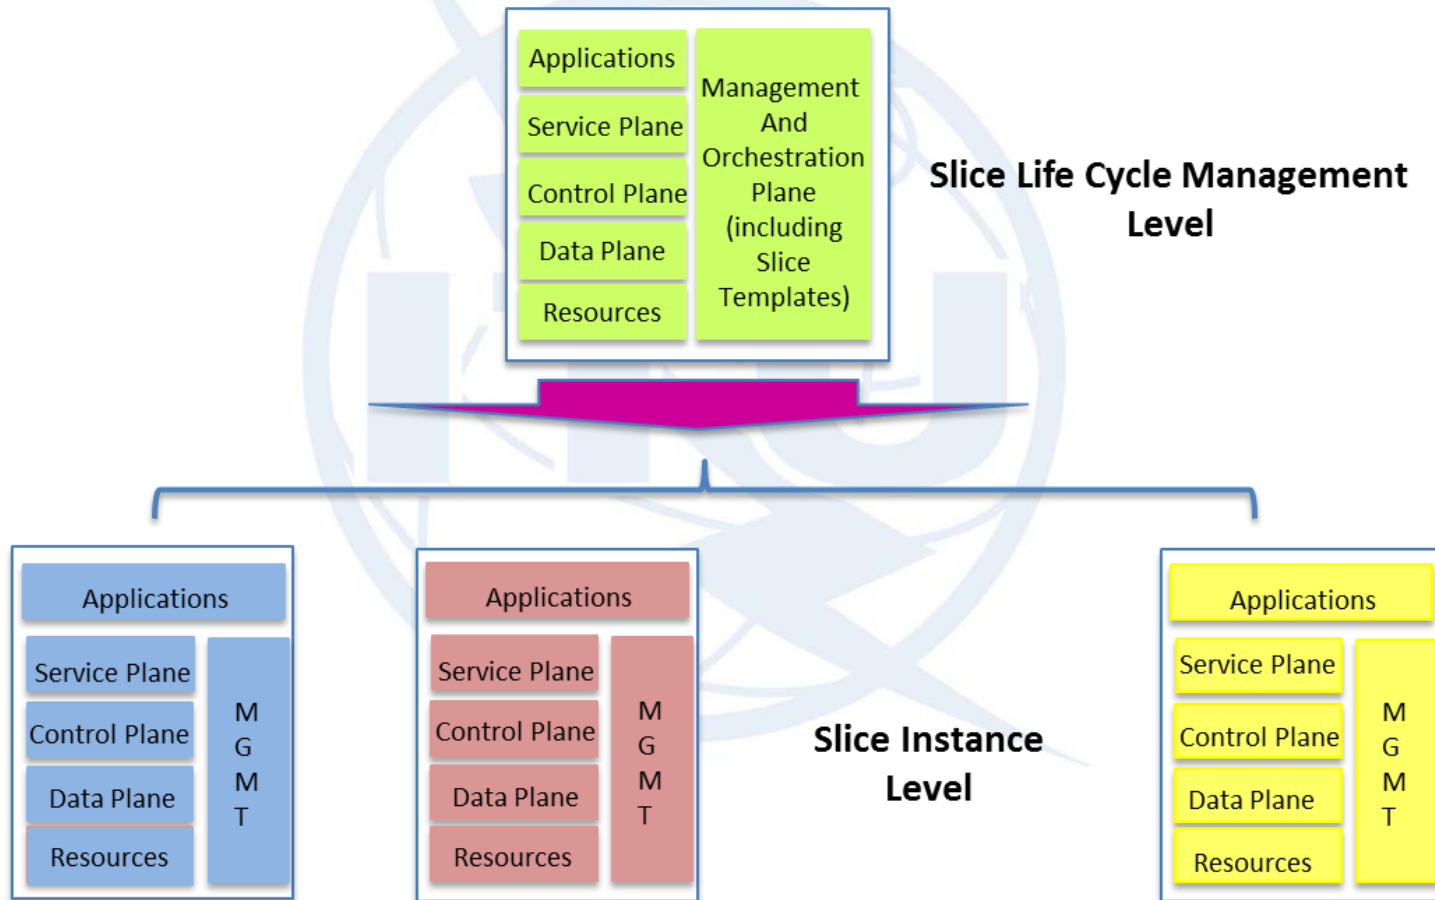 Applications
Service Plane
Control Plane
Data Plane
Resources
Management
And
Orchestration
Plane
(including
Slice
Templates)
Slice Life Cycle Management
Level
Applications
Service Plane
Control Plane
Data Plane
Resources
M
G
M
T
Applications
Service Plane
Control Plane
Data Plane
Resources
M
G
M
T
Slice Instance
Level
Applications
Service Plane
Control Plane
Data Plane
Resources
M
G
M
T
ITU